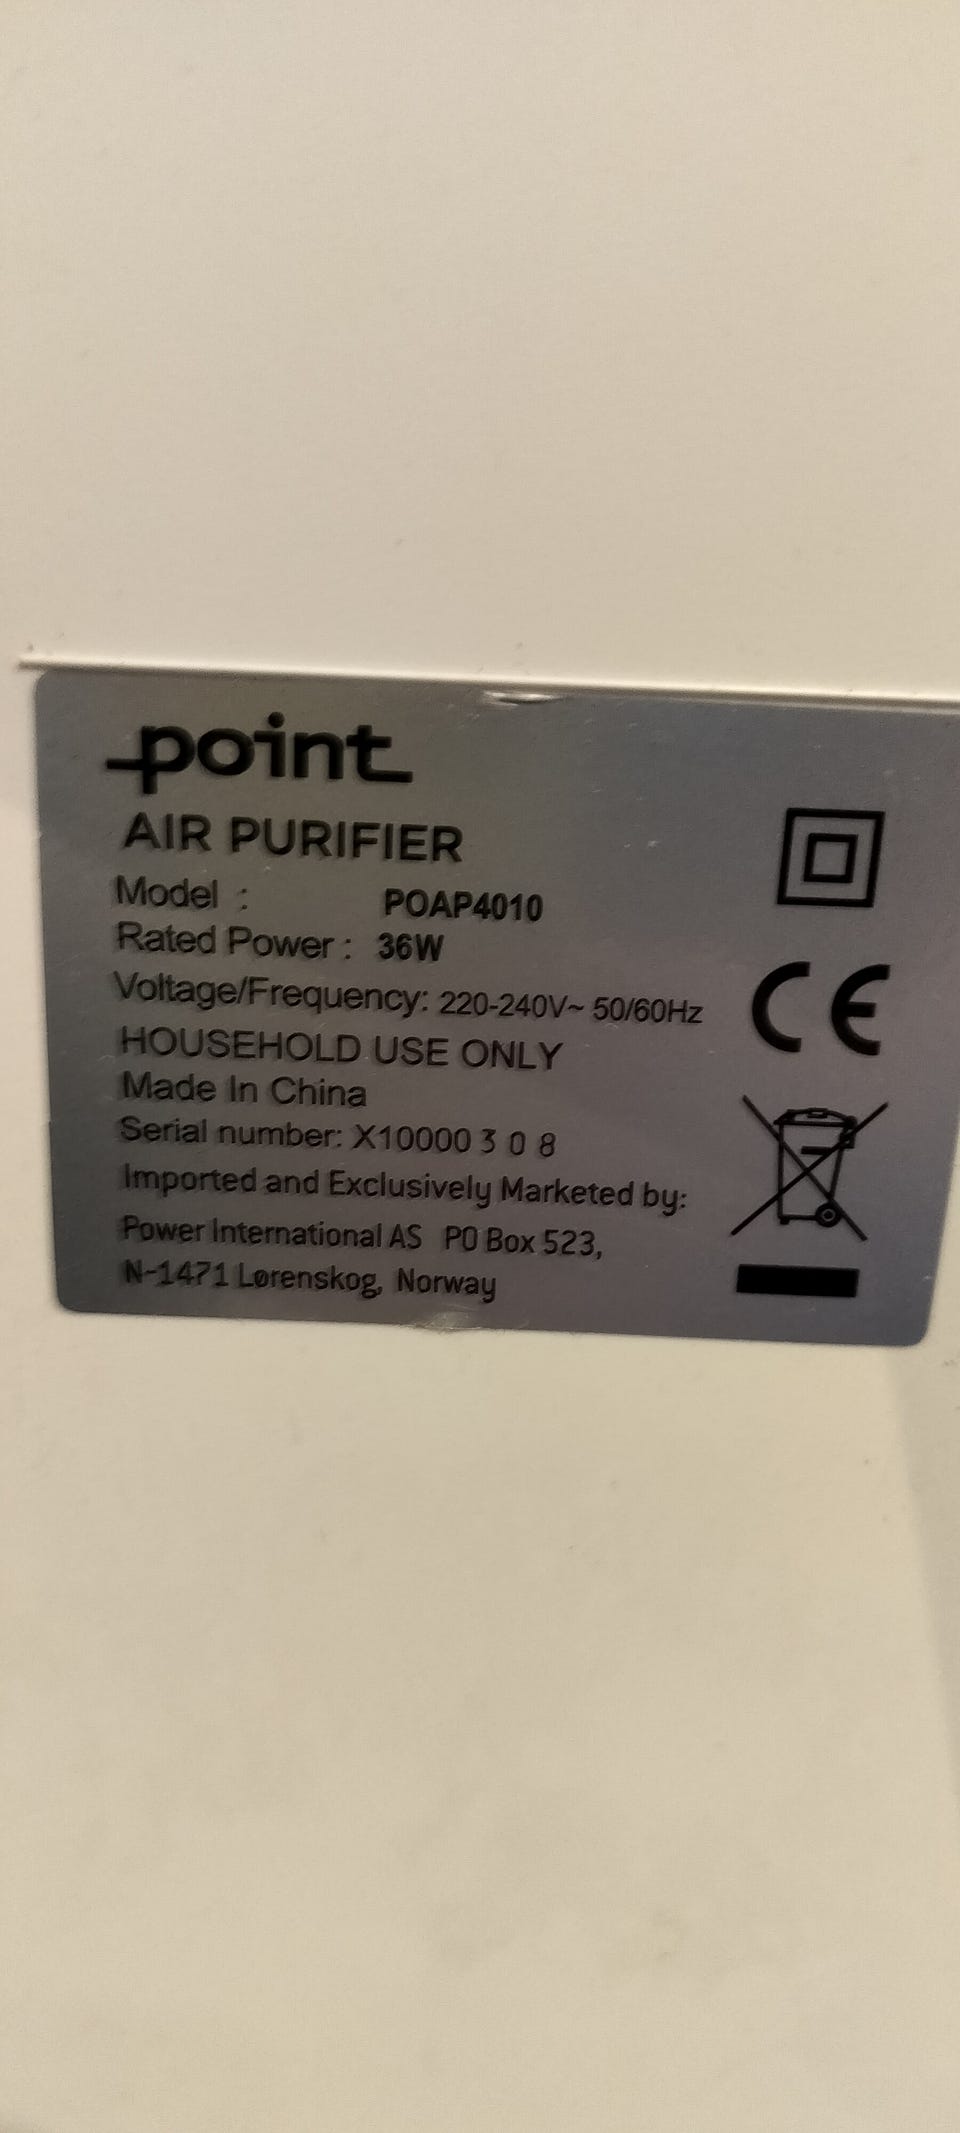 point
AIR PURIFIER
Model : POAP4010
Rated Power : 36W
Voltage/Frequency: 220-240V~ 50/60Hz
HOUSEHOLD USE ONLY
Made In China
Serial number: X10000 3 0 8
Imported and Exclusively Marketed by:
Power International AS PO Box 523,
N-1471 Lørenskog, Norway
CE